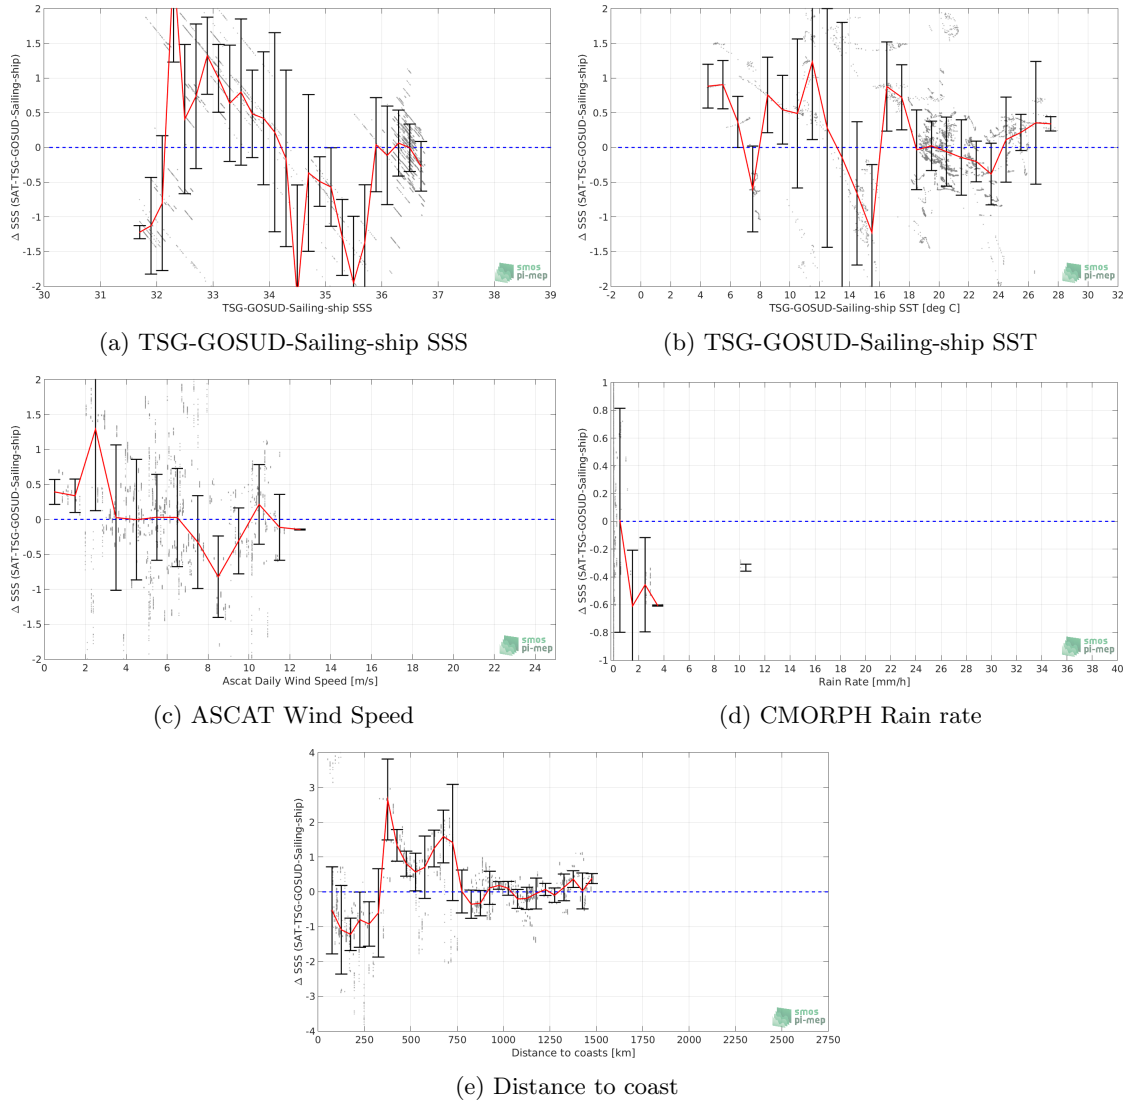 2
1.5
1
0.5
0
-0.5
-1
-1.5
-2
Δ SSS (SAT-TSG-GOSUD-Sailing-ship)
30 31 32 33 34 35 36 37 38 39
TSG-GOSUD-Sailing-ship SSS
smos
pi-mep
(a) TSG-GOSUD-Sailing-ship SSS
2
1.5
1
0.5
0
-0.5
-1
-1.5
-2
Δ SSS (SAT-TSG-GOSUD-Sailing-ship)
-2 0 2 4 6 8 10 12 14 16 18 20 22 24 26 28 30 32
TSG-GOSUD-Sailing-ship SST [deg C]
smos
pi-mep
(b) TSG-GOSUD-Sailing-ship SST
2
1.5
1
0.5
0
-0.5
-1
-1.5
-2
Δ SSS (SAT-TSG-GOSUD-Sailing-ship)
0 2 4 6 8 10 12 14 16 18 20 22 24
Ascat Daily Wind Speed [m/s]
smos
pi-mep
(c) ASCAT Wind Speed
1
0.8
0.6
0.4
0.2
0
-0.2
-0.4
-0.6
-0.8
-1
Δ SSS (SAT-TSG-GOSUD-Sailing-ship)
0 2 4 6 8 10 12 14 16 18 20 22 24 26 28 30 32 34 36 38 40
Rain Rate [mm/h]
smos
pi-mep
(d) CMORPH Rain rate
4
3
2
1
0
-1
-2
-3
-4
Δ SSS (SAT-TSG-GOSUD-Sailing-ship)
0 250 500 750 1000 1250 1500 1750 2000 2250 2500 2750
Distance to coasts [km]
smos
pi-mep
(e) Distance to coast